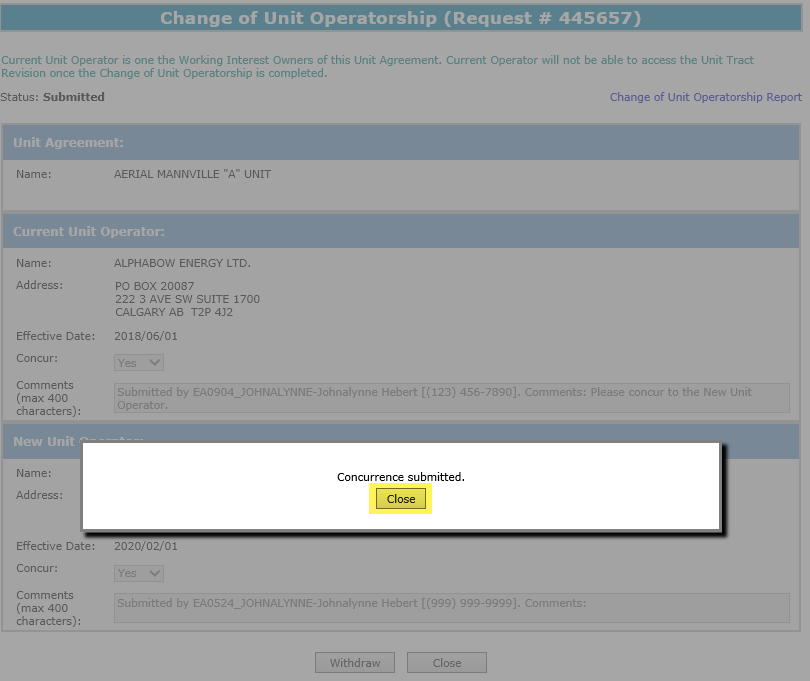 Change of Unit Operatorship (Request # 445657)
Current Unit Operator is one the Working Interest Owners of this Unit Agreement. Current Operator will not be able to access the Unit Tract
Revision once the Change of Unit Operatorship is completed.
Status: Submitted
Change of Unit Operatorship Report
Unit Agreement:
Name: AERIAL MANNVILLE "A" UNIT
Current Unit Operator:
Name: ALPHABOW ENERGY LTD.
Address: PO BOX 20087
222 3 AVE SW SUITE 1700
CALGARY AB T2P 4J2
Effective Date: 2018/06/01
Concur: Yes
Comments
(max 400
characters):
Submitted by EA0904_JOHNALYNNE-Johnalynne Hebert [(123) 456-7890]. Comments: Please concur to the New Unit
Operator.
New Unit Operator:
Name:
Concurrence submitted.
Close
Address:
Effective Date: 2020/02/01
Concur: Yes
Comments
(max 400
characters):
Submitted by EA0524_JOHNALYNNE-Johnalynne Hebert [(999) 999-9999]. Comments:
Withdraw
Close